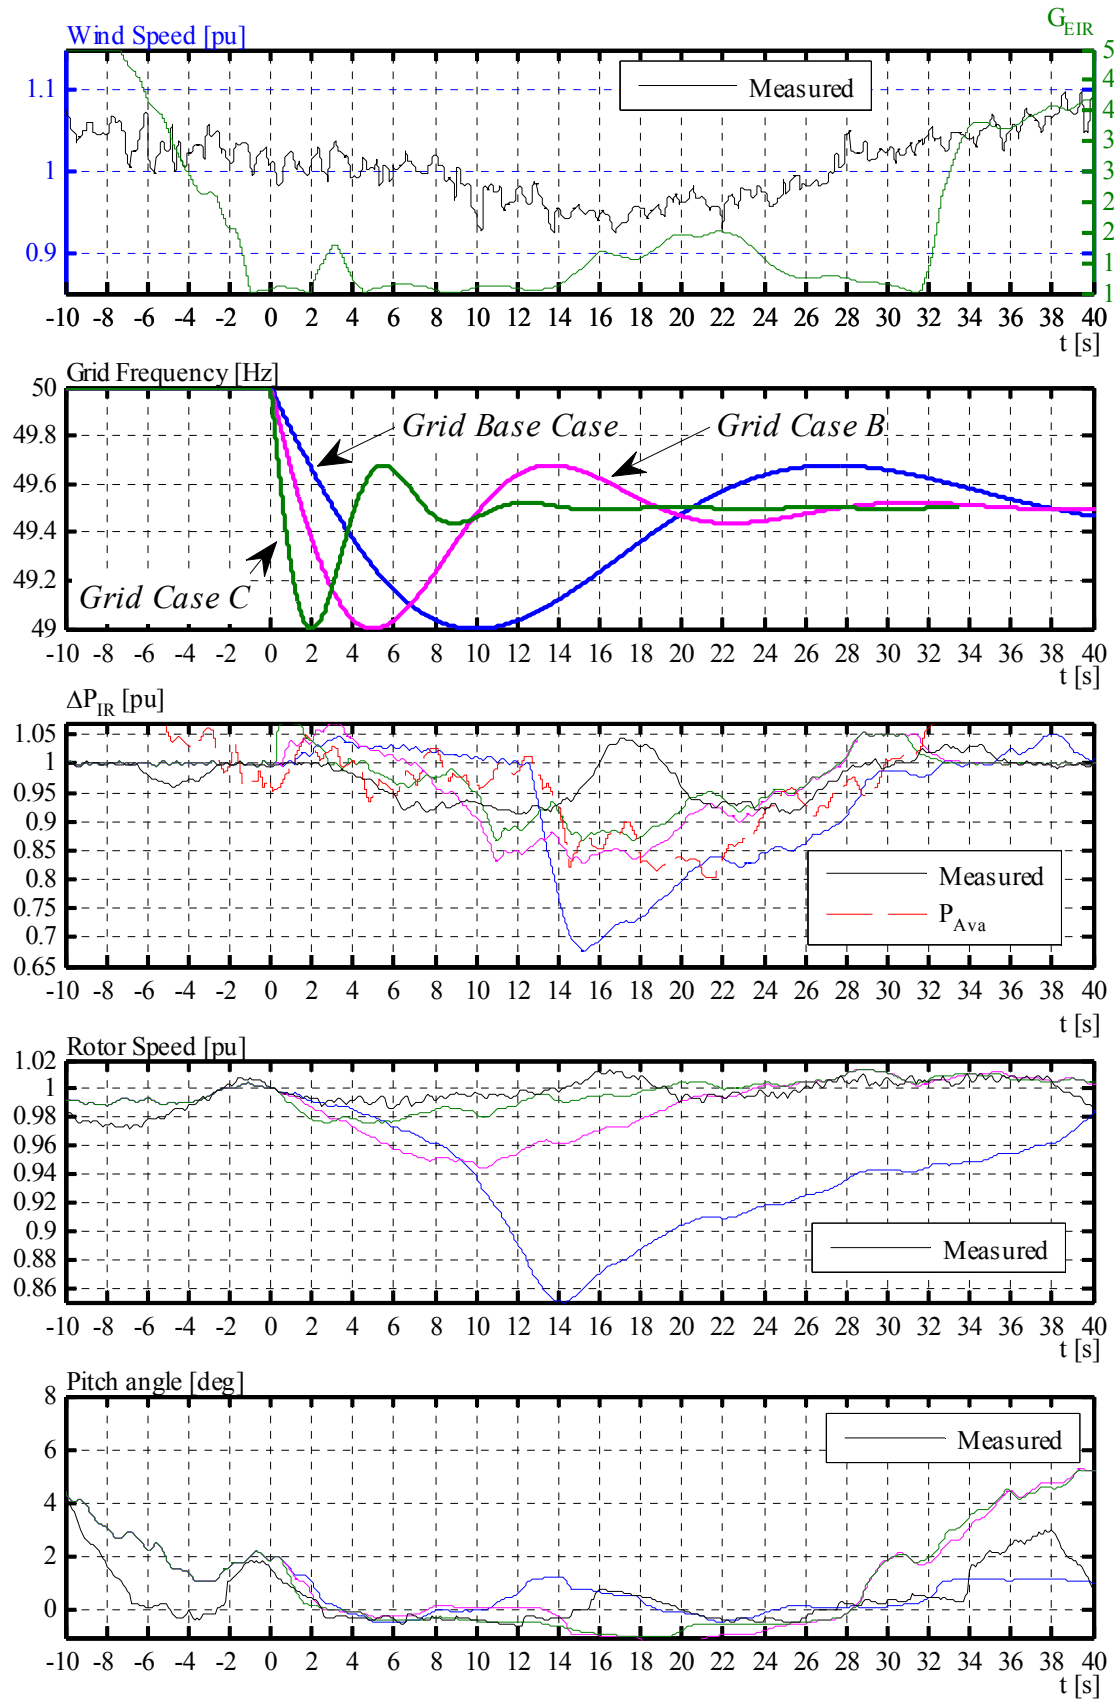 Wind Speed [pu] G_EIR
1.1
1
0.9
5
4
4
3
3
2
2
1
1
Measured
-10 -8 -6 -4 -2 0 2 4 6 8 10 12 14 16 18 20 22 24 26 28 30 32 34 36 38 40
t [s]
Grid Frequency [Hz]
50
49.8
49.6
49.4
49.2
49
Grid Base Case
Grid Case B
Grid Case C
-10 -8 -6 -4 -2 0 2 4 6 8 10 12 14 16 18 20 22 24 26 28 30 32 34 36 38 40
t [s]
ΔP_IR [pu]
1.05
1
0.95
0.9
0.85
0.8
0.75
0.7
0.65
Measured
P_Ava
-10 -8 -6 -4 -2 0 2 4 6 8 10 12 14 16 18 20 22 24 26 28 30 32 34 36 38 40
t [s]
Rotor Speed [pu]
1.02
1
0.98
0.96
0.94
0.92
0.9
0.88
0.86
Measured
-10 -8 -6 -4 -2 0 2 4 6 8 10 12 14 16 18 20 22 24 26 28 30 32 34 36 38 40
t [s]
Pitch angle [deg]
8
6
4
2
0
Measured
-10 -8 -6 -4 -2 0 2 4 6 8 10 12 14 16 18 20 22 24 26 28 30 32 34 36 38 40
t [s]